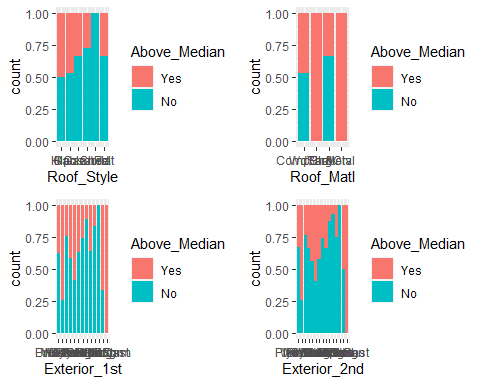 1.00
0.75
0.50
0.25
0.00
count
Roof_Style
Above_Median
Yes
No
1.00
0.75
0.50
0.25
0.00
count
Roof_Matl
Above_Median
Yes
No
1.00
0.75
0.50
0.25
0.00
count
Exterior_1st
Above_Median
Yes
No
1.00
0.75
0.50
0.25
0.00
count
Exterior_2nd
Above_Median
Yes
No